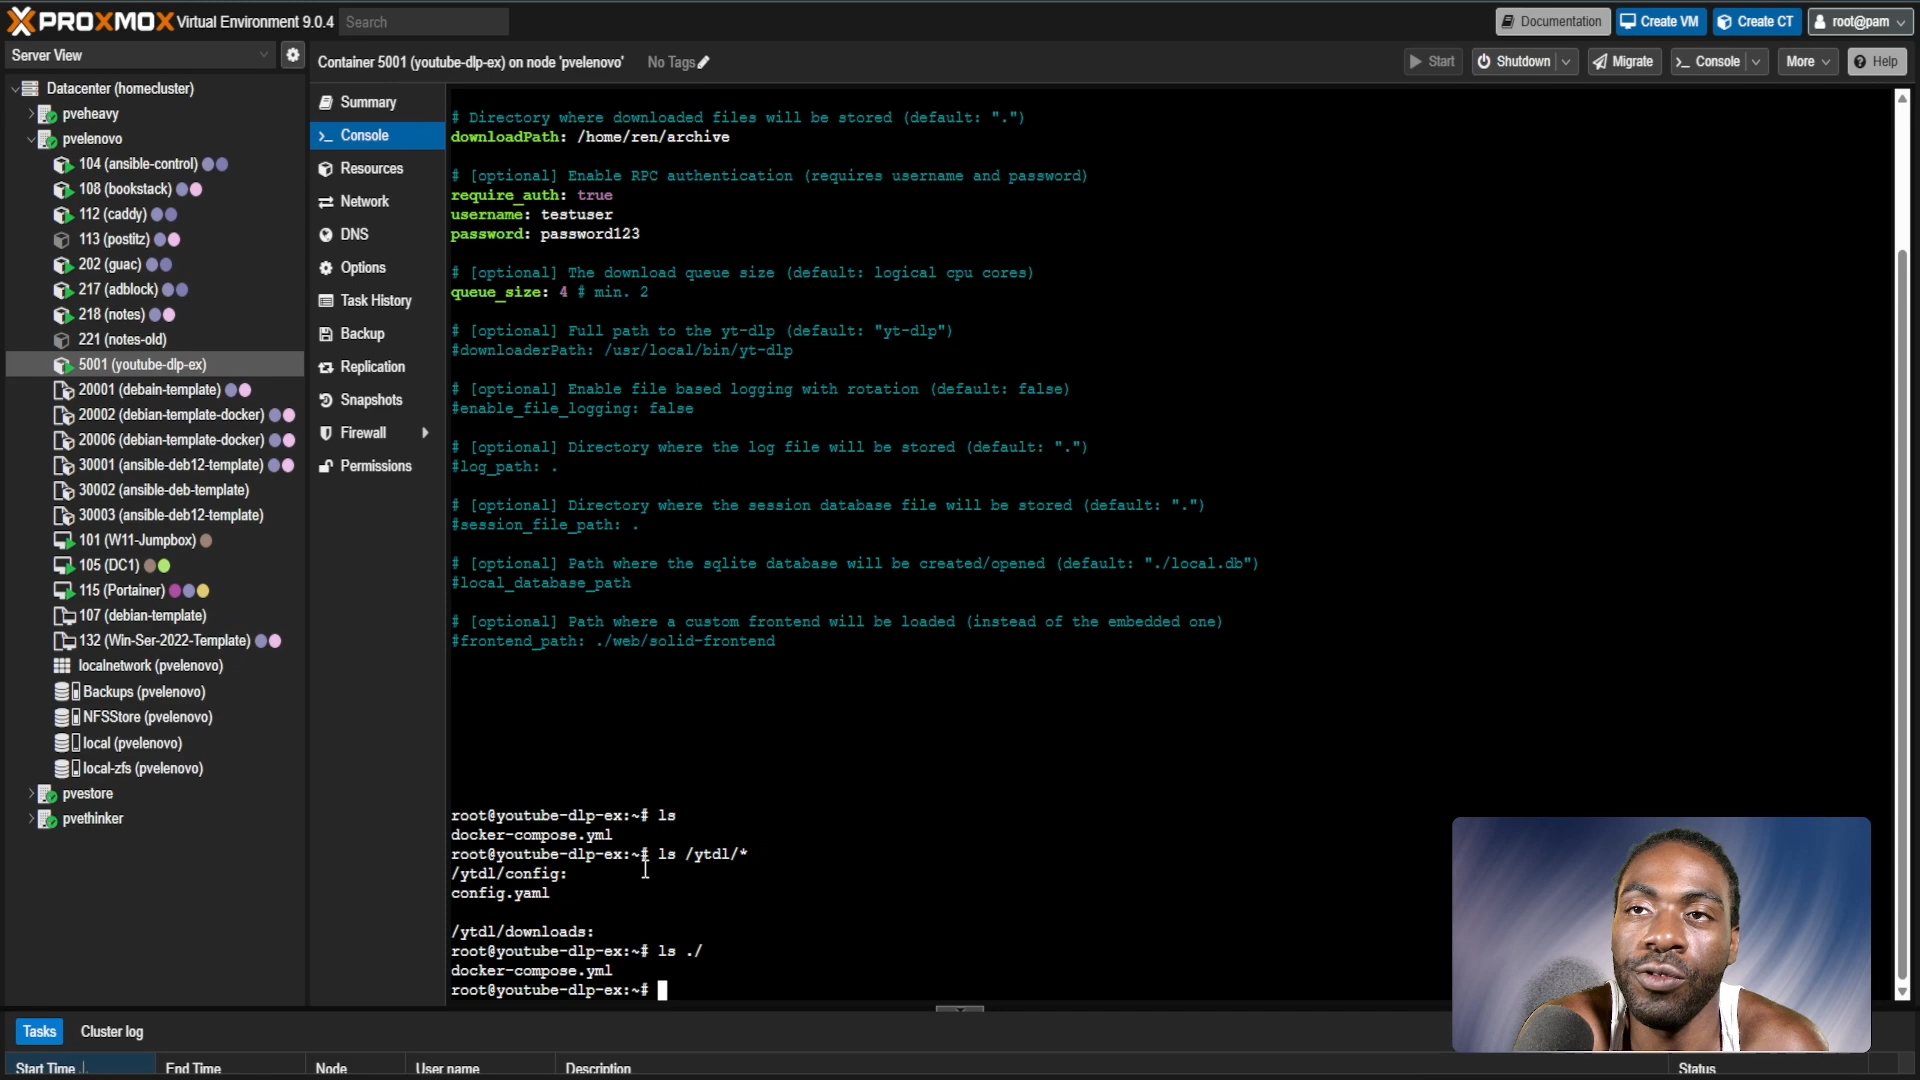 PROXMOX Virtual Environment 9.0.4 Search Documentation Create VM Create CT root@pam
Server View
Container 5001 (youtube-dlp-ex) on node 'pvelenovo' No Tags Start Shutdown Migrate Console More Help
Datacenter (homecluster)
pveheavy
pvelenovo
104 (ansible-control)
108 (bookstack)
112 (caddy)
113 (postitz)
202 (guac)
217 (adblock)
218 (notes)
221 (notes-old)
5001 (youtube-dlp-ex)
20001 (debain-template)
20002 (debian-template-docker)
20006 (debian-template-docker)
30001 (ansible-deb12-template)
30002 (ansible-deb-template)
30003 (ansible-deb12-template)
101 (W11-Jumpbox)
105 (DC1)
115 (Portainer)
107 (debian-template)
132 (Win-Ser-2022-Template)
localnetwork (pvelenovo)
Backups (pvelenovo)
NFSStore (pvelenovo)
local (pvelenovo)
local-zfs (pvelenovo)
pvestore
pvethinker
Summary
Console
Resources
Network
DNS
Options
Task History
Backup
Replication
Snapshots
Firewall
Permissions
# Directory where downloaded files will be stored (default: ".")
downloadPath: /home/ren/archive
# [optional] Enable RPC authentication (requires username and password)
require_auth: true
username: testuser
password: password123
# [optional] The download queue size (default: logical cpu cores)
queue_size: 4 # min. 2
# [optional] Full path to the yt-dlp (default: "yt-dlp")
#downloaderPath: /usr/local/bin/yt-dlp
# [optional] Enable file based logging with rotation (default: false)
#enable_file_logging: false
# [optional] Directory where the log file will be stored (default: ".")
#log_path: .
# [optional] Directory where the session database file will be stored (default: ".")
#session_file_path: .
# [optional] Path where the sqlite database will be created/opened (default: "./local.db")
#local_database_path
# [optional] Path where a custom frontend will be loaded (instead of the embedded one)
#frontend_path: ./web/solid-frontend
root@youtube-dlp-ex:~# ls
docker-compose.yml
root@youtube-dlp-ex:~# ls /ytdl/*
/ytdl/config:
config.yaml
/ytdl/downloads:
root@youtube-dlp-ex:~# ls ./
docker-compose.yml
root@youtube-dlp-ex:~#
Tasks Cluster log
Start Time End Time Node User name Description Status